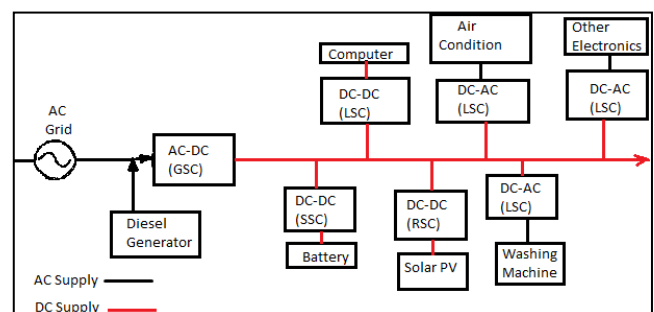 AC
Grid
AC-DC
(GSC)
Diesel
Generator
Computer
DC-DC
(LSC)
Air
Condition
DC-AC
(LSC)
Other
Electronics
DC-AC
(LSC)
DC-DC
(SSC)
Battery
DC-DC
(RSC)
Solar PV
DC-AC
(LSC)
Washing
Machine
AC Supply
DC Supply